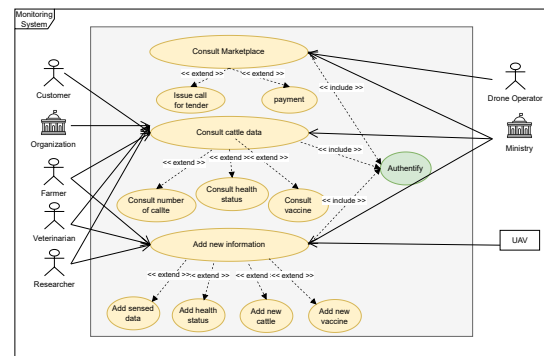 Monitoring
System
Consult Marketplace
<< extend >>
<< extend >>
<< include >>
Issue call
for tender
payment
Customer
Drone Operator
Organization
Ministry
Consult cattle data
<< include >>
<< extend >>
<< extend >>
<< extend >>
Authentify
Farmer
Consult number
of callte
Consult health
status
Consult
vaccine
<< include >>
Veterinarian
Add new information
UAV
Researcher
<< extend >>
<< extend >>
<< extend >>
<< extend >>
Add sensed
data
Add health
status
Add new
cattle
Add new
vaccine